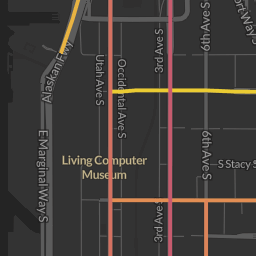 Alaskan Fwy
Utah Ave S
Occidental Ave S
3rd Ave S
6th Ave S
E Marginal Way S
Living Computer
Museum
6th Ave S
S Stacy S
3rd Ave S